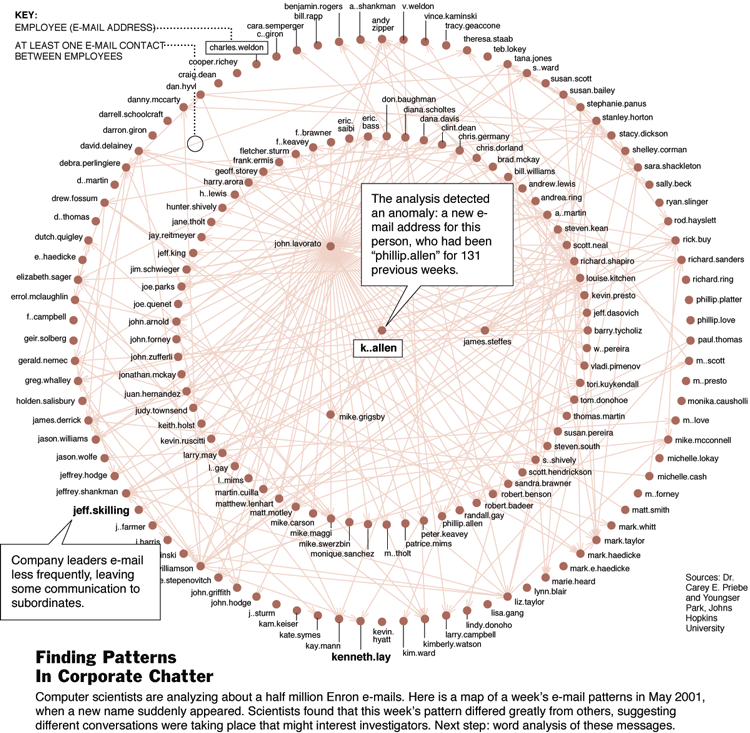 KEY:
EMPLOYEE (E-MAIL ADDRESS)
AT LEAST ONE E-MAIL CONTACT
BETWEEN EMPLOYEES
benjamin.rogers
a..shankman
v.weldon
bill.rapp
andy
zipper
vince.kaminski
cara.semperger
tracy.geaccone
c..giron
theresa.staab
charles.weldon
teb.lokey
cooper.richey
tana.jones
craig.dean
s..ward
dan.hyvl
susan.scott
danny.mccarty
susan.bailey
darrell.schoolcraft
stephanie.panus
darron.giron
stanley.horton
david.delainey
stacy.dickson
debra.perlingiere
shelley.corman
d..martin
sara.shackleton
drew.fossum
sally.beck
d..thomas
ryan.slinger
dutch.quigley
rod.hayslett
e..haedicke
rick.buy
elizabeth.sager
richard.sanders
errol.mclaughlin
richard.ring
f..campbell
phillip.platter
geir.solberg
phillip.love
gerald.nemec
paul.thomas
greg.whalley
m..scott
holden.salisbury
m..presto
james.derrick
monika.causholli
jason.williams
m..love
jason.wolfe
mike.mcconnell
jeffrey.hodge
michelle.lokay
jeffrey.shankman
michelle.cash
jeff.skilling
m..forney
j..farmer
matt.smith
j.harris
mark.whitt
inski
mark.taylor
illiamson
mark.haedicke
e.stepenovitch
mark.e.haedicke
john.griffith
marie.heard
john.hodge
lynn.blair
j..sturm
liz.taylor
kam.keiser
lisa.gang
kate.symes
lindy.donoho
kay.mann
larry.campbell
kenneth.lay
kimberly.watson
kevin.
hyatt
kim.ward
don.baughman
diana.scholtes
dana.davis
clint.dean
chris.germany
chris.dorland
brad.mckay
bill.williams
andrew.lewis
andrea.ring
a..martin
steven.kean
scott.neal
richard.shapiro
louise.kitchen
kevin.presto
jeff.dasovich
barry.tycholiz
w..pereira
vladi.pimenov
tori.kuykendall
tom.donohoe
thomas.martin
susan.pereira
steven.south
s..shively
scott.hendrickson
sandra.brawner
robert.benson
robert.badeer
randall.gay
phillip.allen
peter.keavey
patrice.mims
m..tholt
monique.sanchez
mike.swerzbin
mike.maggi
mike.carson
matt.motley
matthew.lenhart
martin.cuilla
l..mims
l..gay
larry.may
kevin.ruscitti
keith.holst
judy.townsend
juan.hernandez
jonathan.mckay
john.zufferli
john.forney
john.arnold
joe.quenet
joe.parks
jim.schwieger
jeff.king
jay.reitmeyer
jane.tholt
hunter.shively
h..lewis
harry.arora
geoff.storey
frank.ermis
fletcher.sturm
f..keavey
f..brawner
eric.
saibi
eric.
bass
john.lavorato
k..allen
james.steffes
mike.grigsby
The analysis detected
an anomaly: a new e-
mail address for this
person, who had been
“phillip.allen” for 131
previous weeks.
Company leaders e-mail
less frequently, leaving
some communication to
subordinates.
Sources: Dr.
Carey E. Priebe
and Youngser
Park, Johns
Hopkins
University
Finding Patterns
In Corporate Chatter
Computer scientists are analyzing about a half million Enron e-mails. Here is a map of a week’s e-mail patterns in May 2001,
when a new name suddenly appeared. Scientists found that this week’s pattern differed greatly from others, suggesting
different conversations were taking place that might interest investigators. Next step: word analysis of these messages.